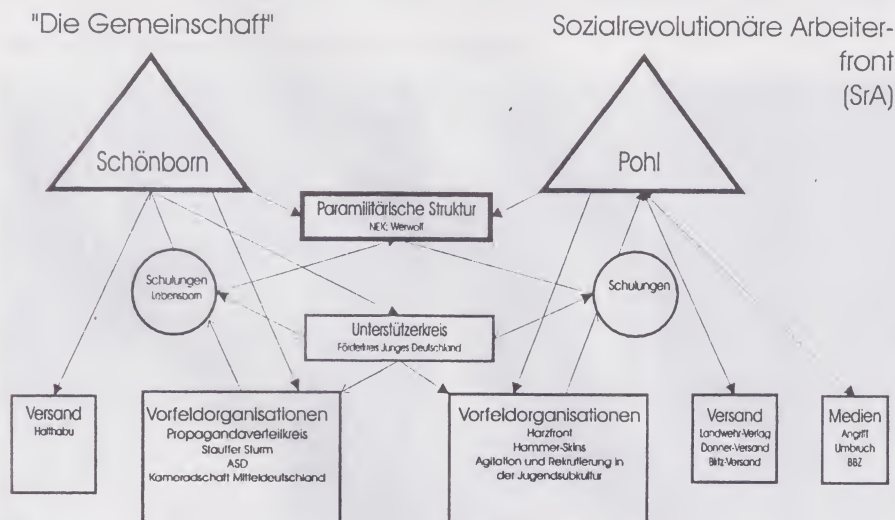 "Die Gemeinschaft"
Sozialrevolutionäre Arbeiter-
front
(SrA)
Schönborn
Pohl
Paramilitärische Struktur
NEK; Werwolf
Schulungen
Lebensborn
Schulungen
Unterstützerkreis
Förderkreis Junges Deutschland
Versand
Haithabu
Vorfeldorganisationen
Propagandaverteilkreis
Stauffer Sturm
ASD
Kameradschaft Mitteldeutschland
Vorfeldorganisationen
Harzfront
Hammer-Skins
Agitation und Rekrutierung in
der Jugendsubkultur
Versand
Landwehr-Verlag
Donner-Versand
Blitz-Versand
Medien
Angriff
Umbruch
BBZ